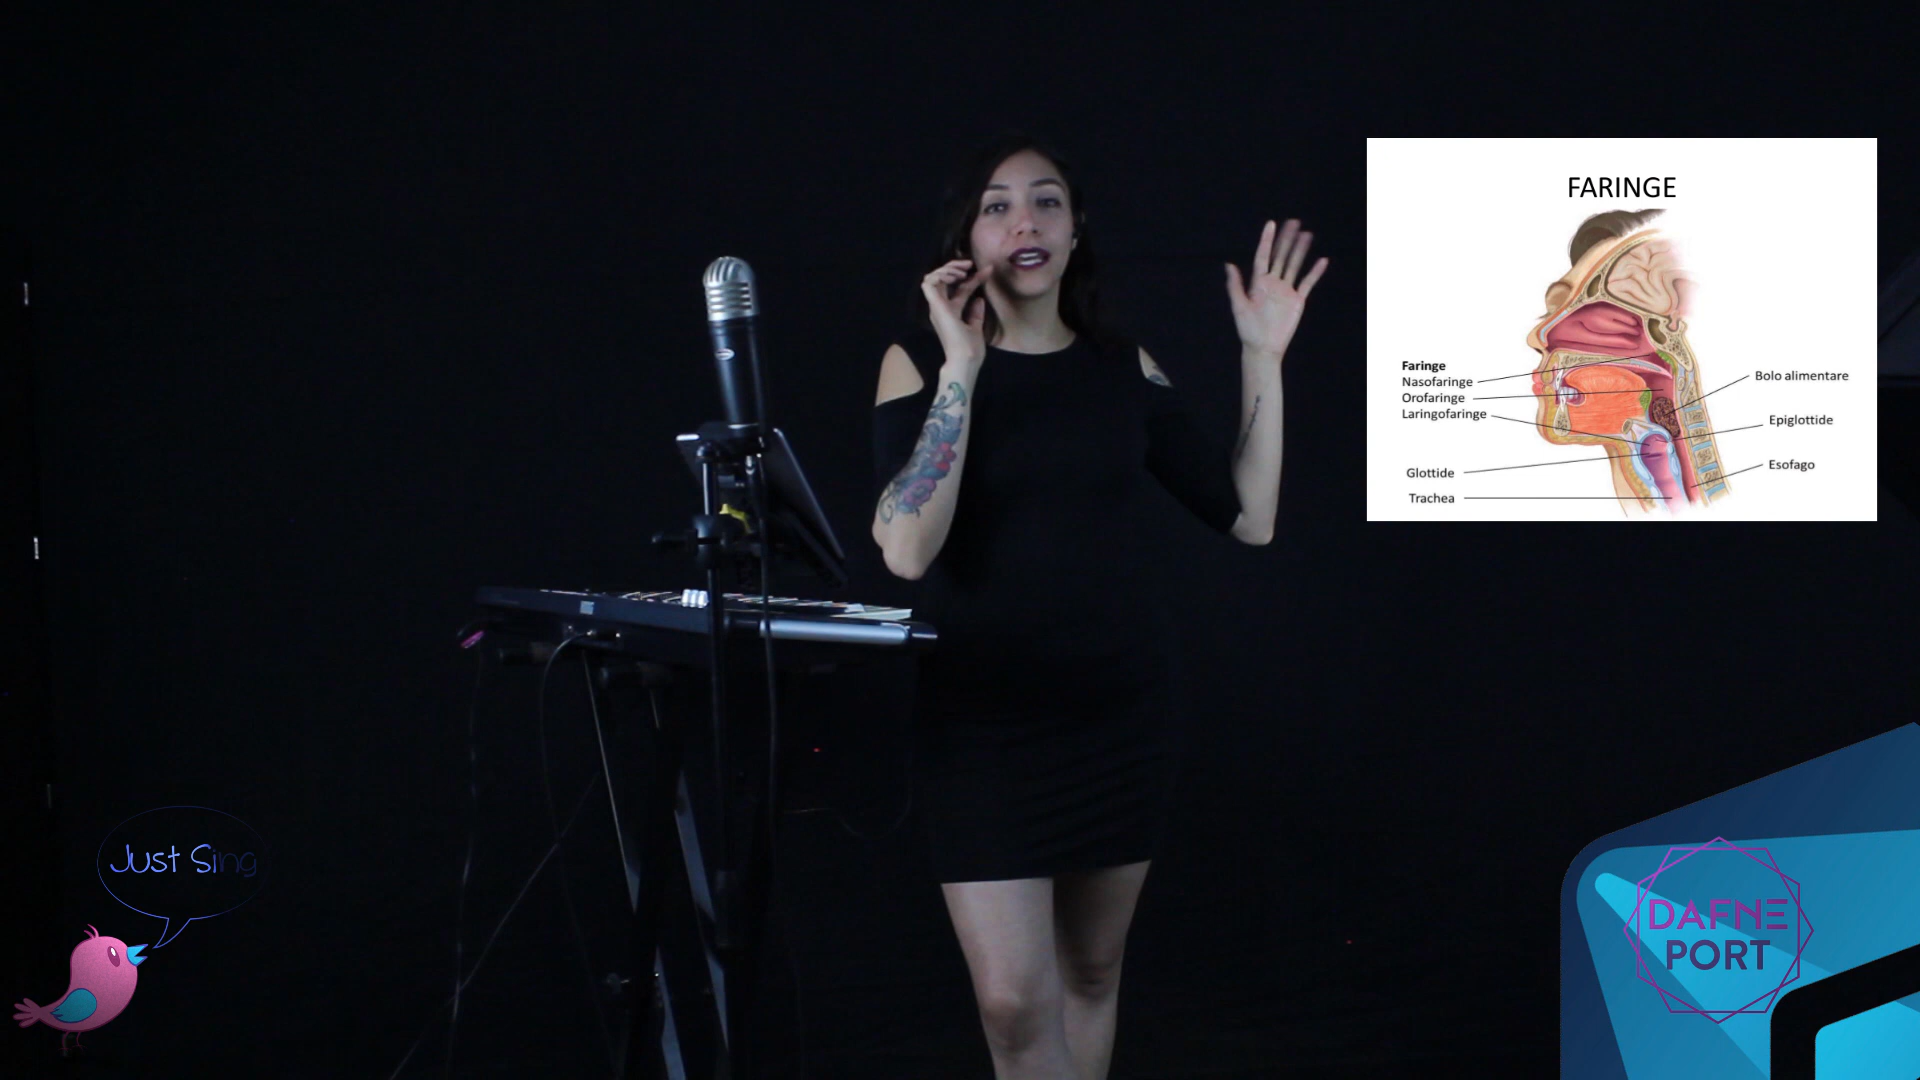 FARINGE
Faringe
Nasofaringe
Orofaringe
Laringofaringe
Glottide
Trachea
Bolo alimentare
Epiglottide
Esofago
Just Sing
DAFNE
PORT